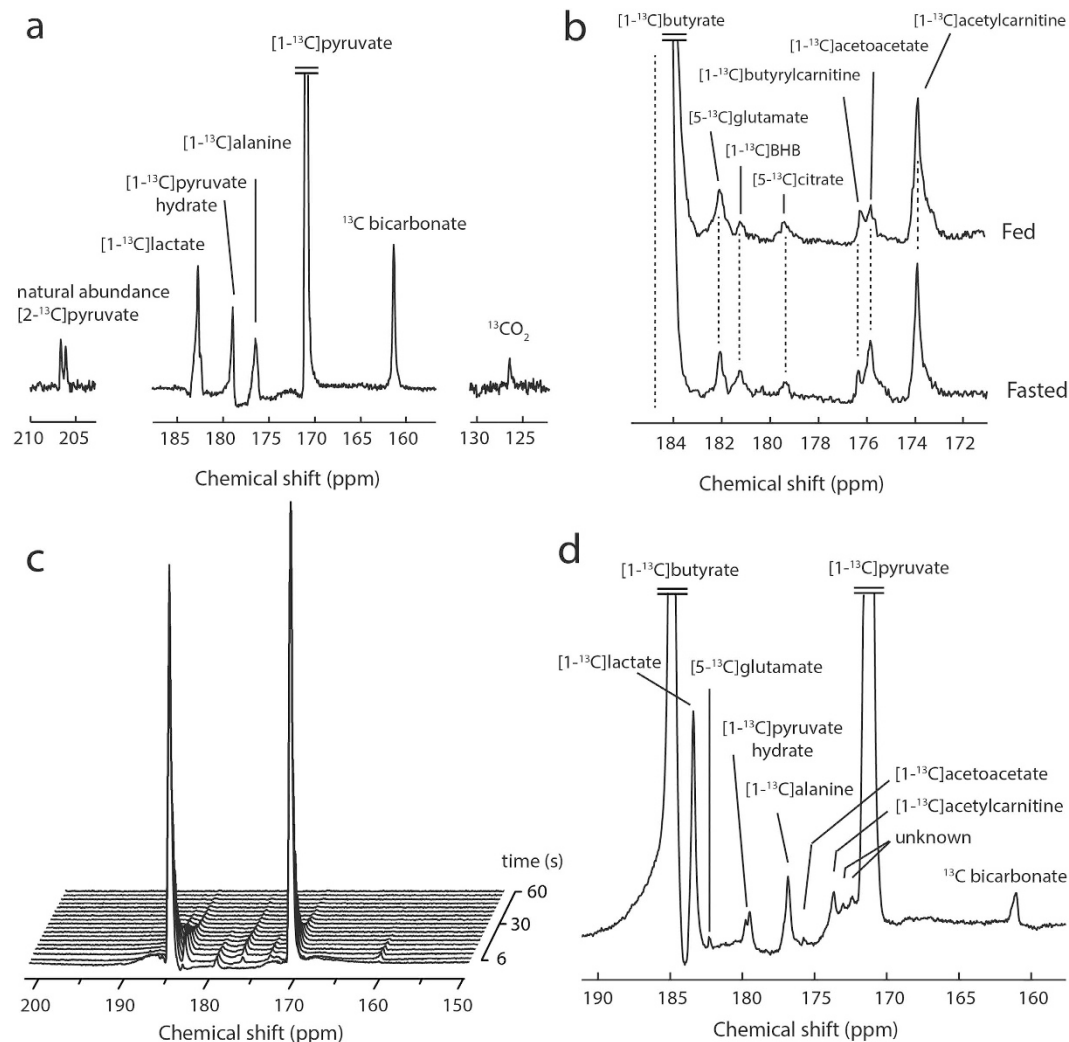 a
[1-¹³C]pyruvate
[1-¹³C]alanine
[1-¹³C]pyruvate
hydrate
[1-¹³C]lactate
¹³C bicarbonate
natural abundance
[2-¹³C]pyruvate
¹³CO₂
210 205 185 180 175 170 165 160 130 125
Chemical shift (ppm)
b
[1-¹³C]butyrate
[1-¹³C]acetylcarnitine
[1-¹³C]acetoacetate
[1-¹³C]butyrylcarnitine
[5-¹³C]glutamate
[1-¹³C]BHB
[5-¹³C]citrate
Fed
Fasted
184 182 180 178 176 174 172
Chemical shift (ppm)
c
time (s)
60
30
6
200 190 180 170 160 150
Chemical shift (ppm)
d
[1-¹³C]butyrate
[1-¹³C]pyruvate
[1-¹³C]lactate
[5-¹³C]glutamate
[1-¹³C]pyruvate
hydrate
[1-¹³C]alanine
[1-¹³C]acetoacetate
[1-¹³C]acetylcarnitine
unknown
¹³C bicarbonate
190 185 180 175 170 165 160
Chemical shift (ppm)